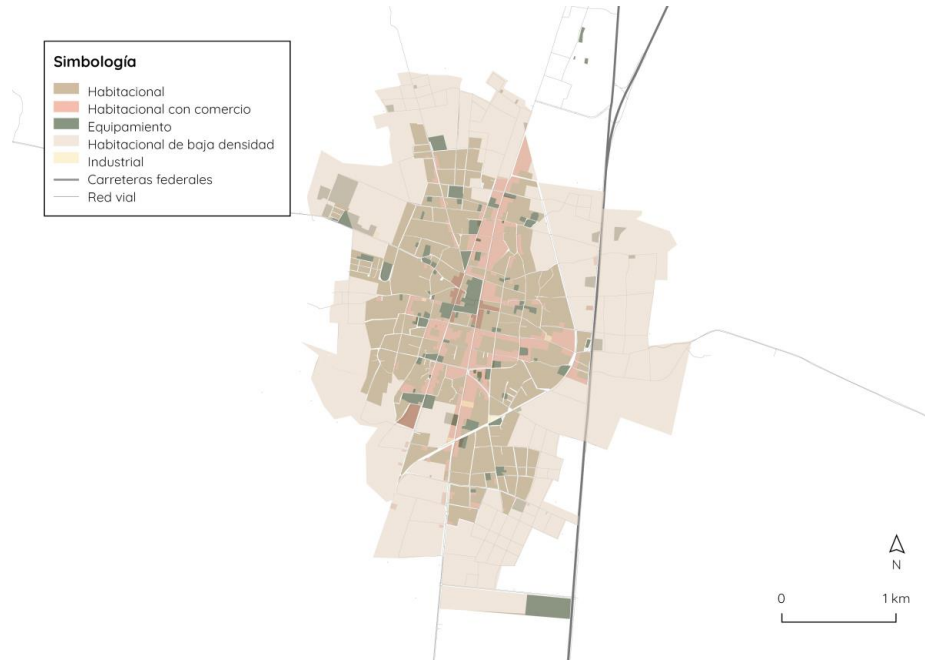 Simbología
Habitacional
Habitacional con comercio
Equipamiento
Habitacional de baja densidad
Industrial
Carreteras federales
Red vial
N
0 1 km